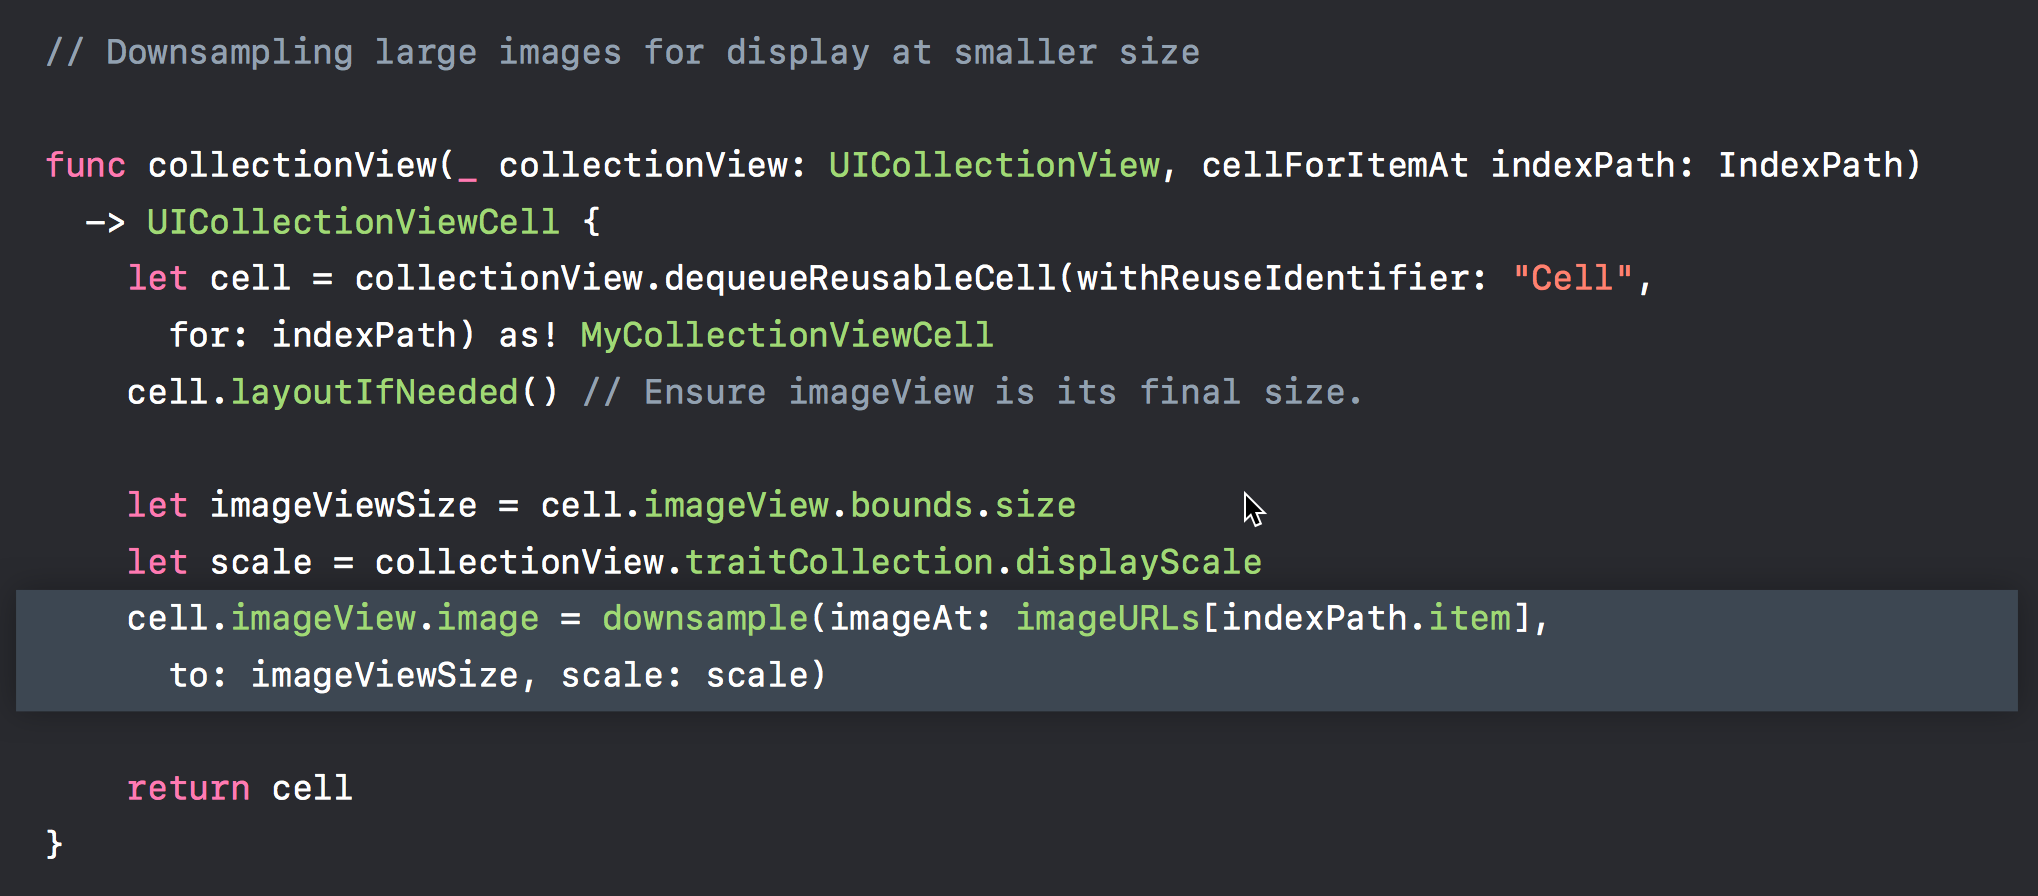 // Downsampling large images for display at smaller size
func collectionView(_ collectionView: UICollectionView, cellForItemAt indexPath: IndexPath)
-> UICollectionViewCell {
let cell = collectionView.dequeueReusableCell(withReuseIdentifier: "Cell",
for: indexPath) as! MyCollectionViewCell
cell.layoutIfNeeded() // Ensure imageView is its final size.
let imageViewSize = cell.imageView.bounds.size
let scale = collectionView.traitCollection.displayScale
cell.imageView.image = downsample(imageAt: imageURLs[indexPath.item],
to: imageViewSize, scale: scale)
return cell
}